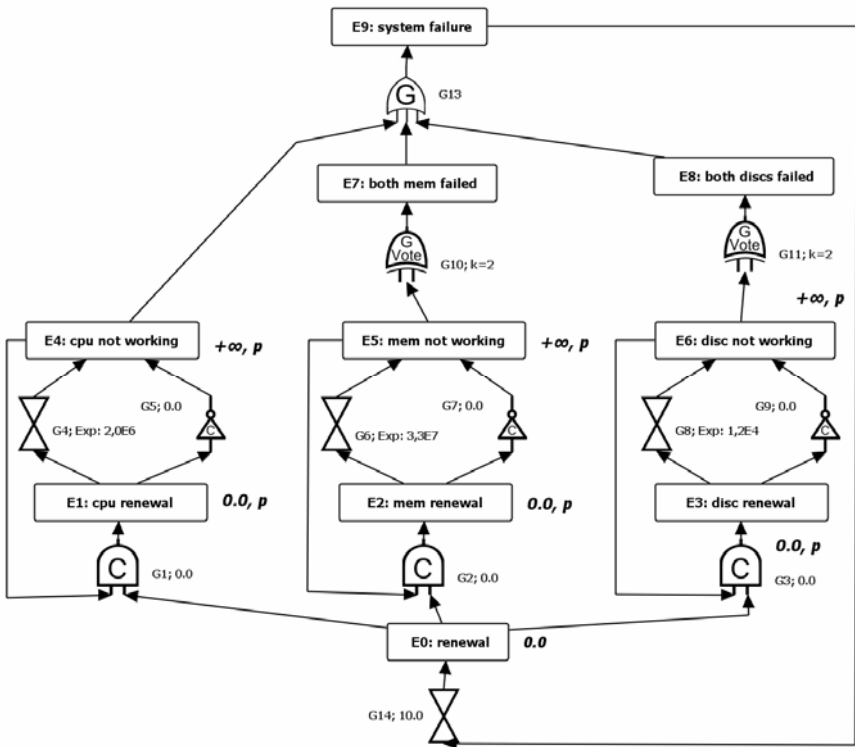 E9: system failure
G
G13
E7: both mem failed
E8: both discs failed
G
Vote
G10; k=2
G
Vote
G11; k=2
+∞, p
E4: cpu not working
+∞, p
E5: mem not working
+∞, p
E6: disc not working
G5; 0.0
G7; 0.0
G9; 0.0
G4; Exp: 2,0E6
C
G6; Exp: 3,3E7
C
G8; Exp: 1,2E4
C
E1: cpu renewal
0.0, p
E2: mem renewal
0.0, p
E3: disc renewal
0.0, p
C
G1; 0.0
C
G2; 0.0
C
G3; 0.0
E0: renewal
0.0
G14; 10.0